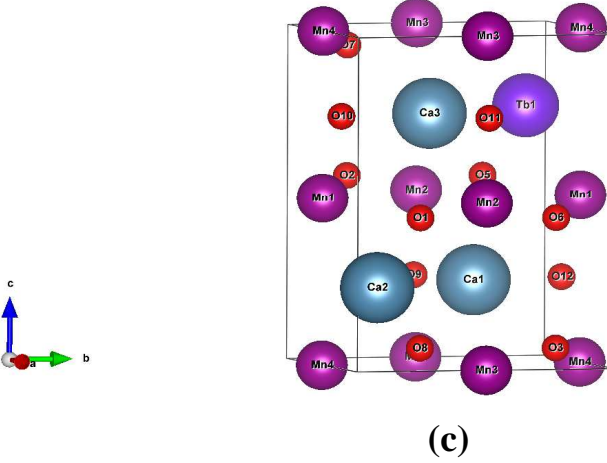 Mn4 Mn3 Mn3 Mn4
O7
O10 Ca3 O11 Tb1
O2 O5
Mn1 Mn2 Mn2 Mn1
O1 O6
O9 O12
Ca2 Ca1
c
a b
O8 O3
Mn4 Mn3 Mn4
(c)